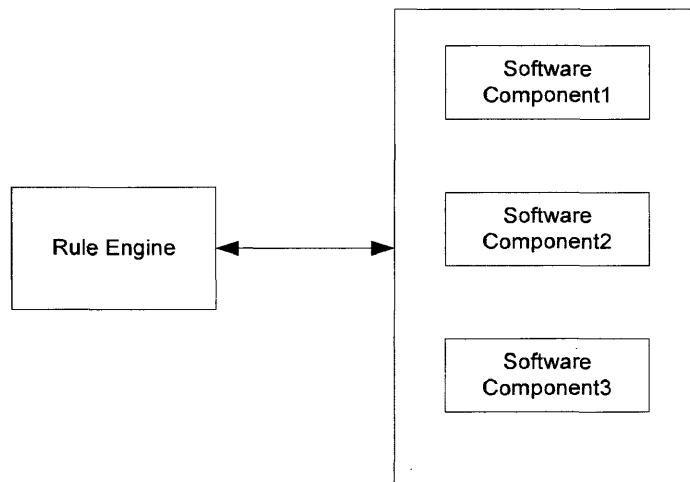 Software
Component1
Rule Engine
Software
Component2
Software
Component3